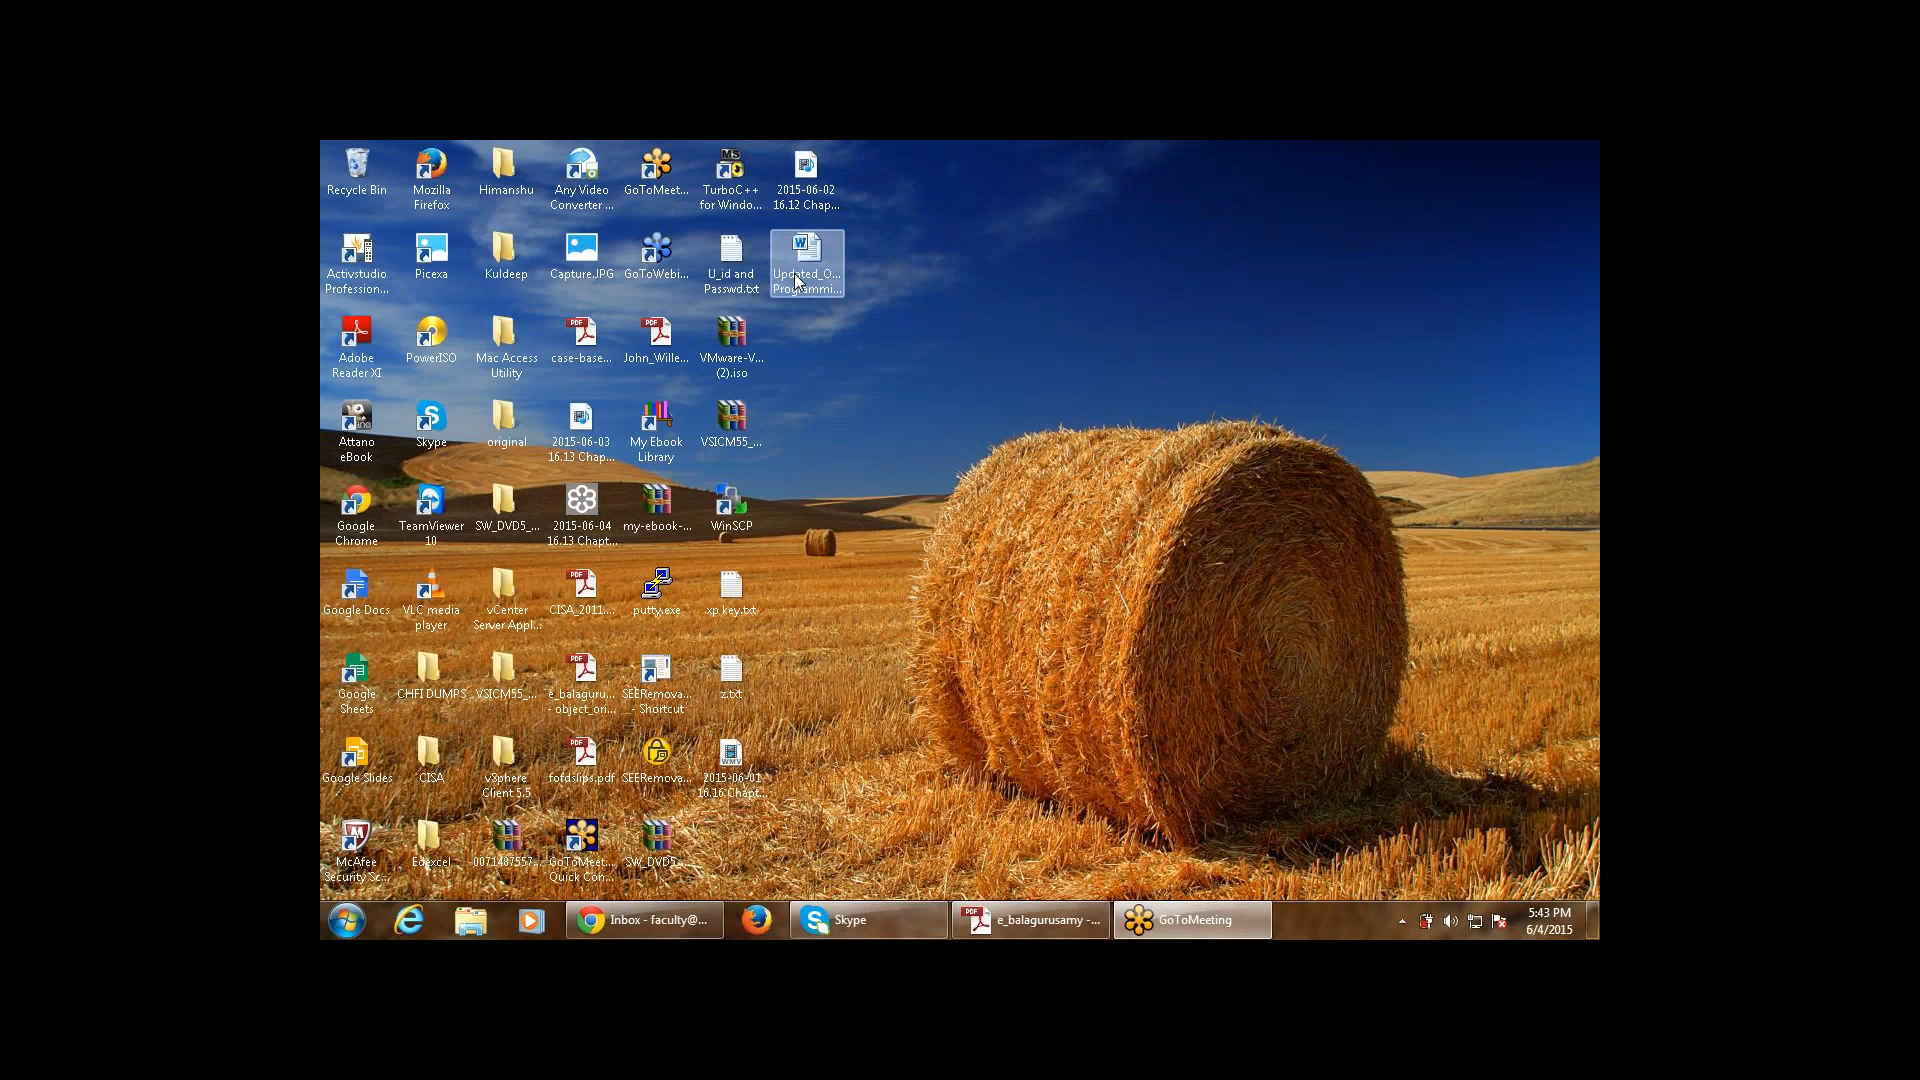 Recycle Bin
Mozilla
Firefox
Himanshu
Any Video
Converter ...
GoToMeet...
TurboC++
for Windo...
2015-06-02
16.12 Chap...
Activstudio
Profession...
Picexa
Kuldeep
Capture.JPG
GoToWebi...
U_id and
Passwd.txt
Updated_O...
Programmi...
Adobe
Reader XI
PowerISO
Mac Access
Utility
case-base...
John_Wille...
VMware-V...
(2).iso
Attano
eBook
Skype
original
2015-06-03
16.13 Chap...
My Ebook
Library
VSICM55_...
Google
Chrome
TeamViewer
10
SW_DVD5_...
2015-06-04
16.13 Chapt...
my-ebook-...
WinSCP
Google Docs
VLC media
player
vCenter
Server Appl...
CISA_2011....
putty.exe
xp key.txt
Google
Sheets
CHFI DUMPS
VSICM55_...
e_balaguru...
- object_ori...
SEERemova...
- Shortcut
z.txt
Google Slides
CISA
vSphere
Client 5.5
fofdslips.pdf
SEERemova...
2015-06-01
16.16 Chapt...
McAfee
Security Sc...
Edexcel
0071487557...
GoToMeet...
Quick Con...
SW_DVD5-...
Inbox - faculty@...
Skype
e_balagurusamy -...
GoToMeeting
5:43 PM
6/4/2015